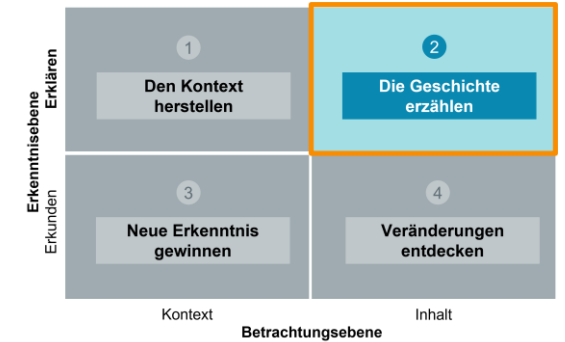 Erkenntnisebene
Erklären
Erkunden
1
Den Kontext
herstellen
2
Die Geschichte
erzählen
3
Neue Erkenntnis
gewinnen
4
Veränderungen
entdecken
Kontext
Inhalt
Betrachtungsebene